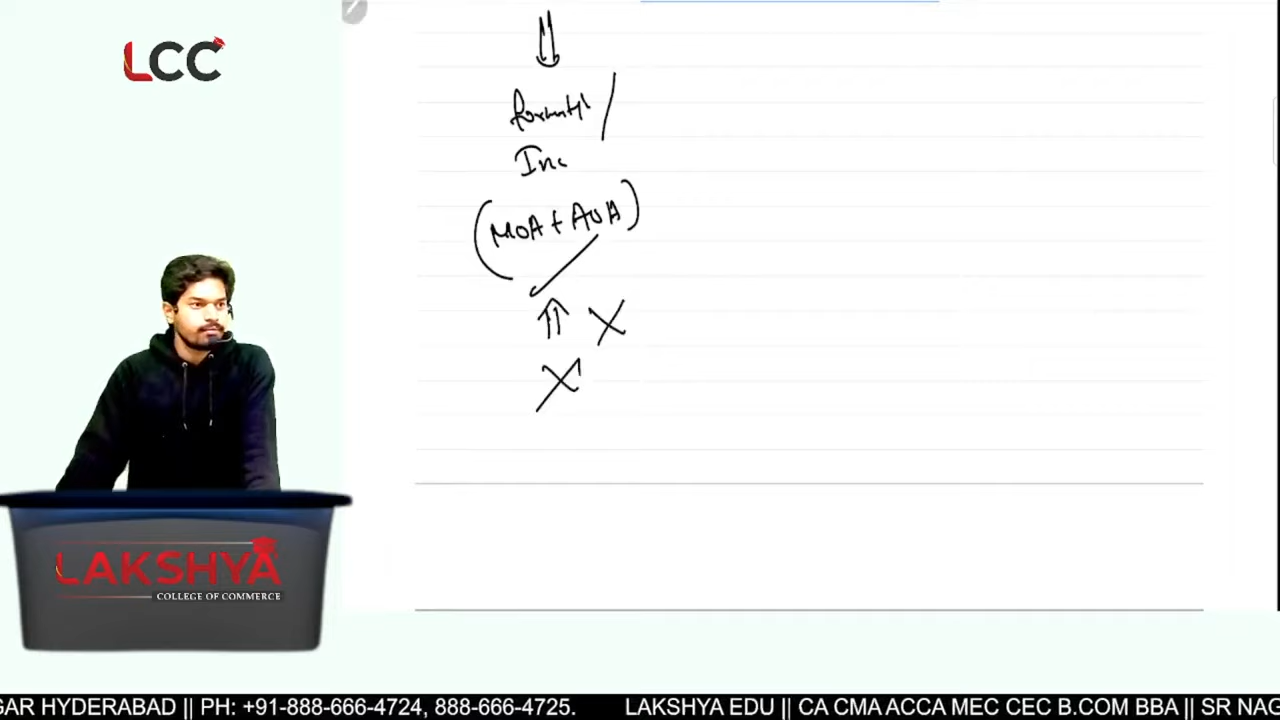 LCC
Inc
(MOA + AOA)
X
X
LAKSHYA
COLLEGE OF COMMERCE
GAR HYDERABAD || PH: +91-888-666-4724, 888-666-4725. LAKSHYA EDU || CA CMA ACCA MEC CEC B.COM BBA || SR NAG